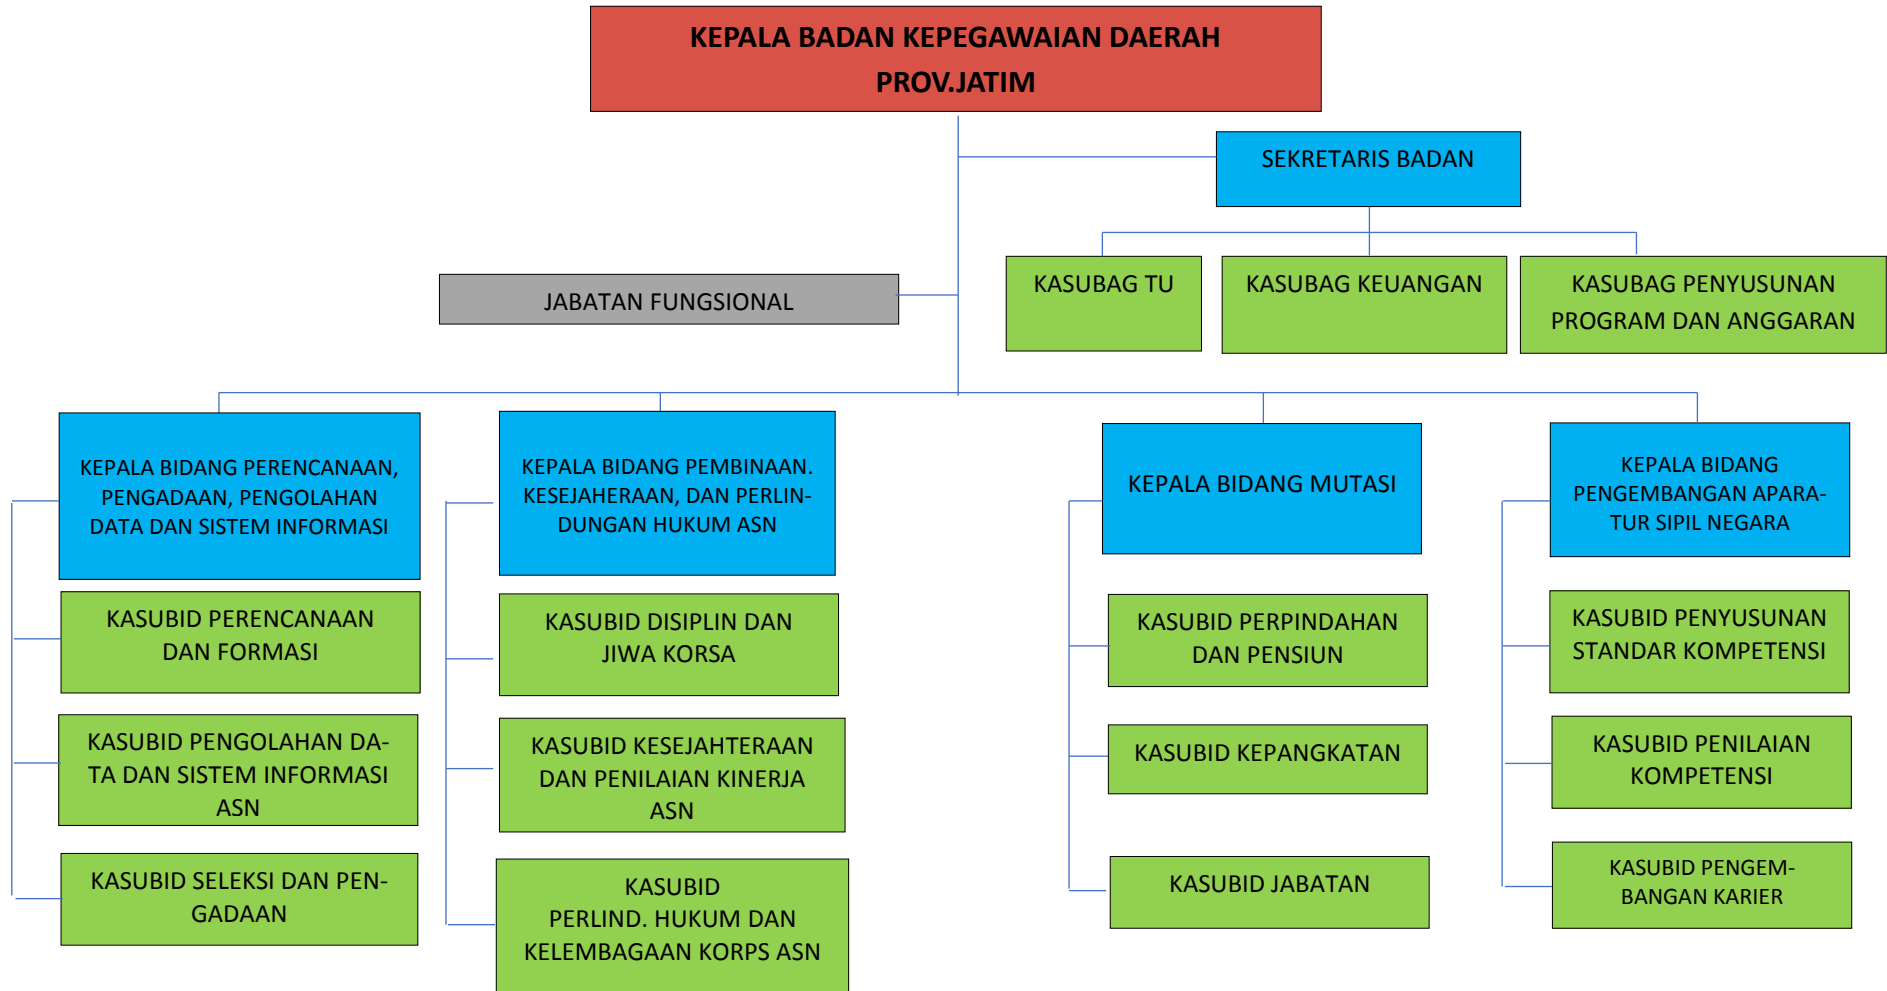 KEPALA BADAN KEPEGAWAIAN DAERAH
PROV.JATIM
SEKRETARIS BADAN
KASUBAG TU
KASUBAG KEUANGAN
KASUBAG PENYUSUNAN
PROGRAM DAN ANGGARAN
JABATAN FUNGSIONAL
KEPALA BIDANG PERENCANAAN,
PENGADAAN, PENGOLAHAN
DATA DAN SISTEM INFORMASI
KASUBID PERENCANAAN
DAN FORMASI
KASUBID PENGOLAHAN DA-
TA DAN SISTEM INFORMASI
ASN
KASUBID SELEKSI DAN PEN-
GADAAN
KEPALA BIDANG PEMBINAAN.
KESEJAHERAAN, DAN PERLIN-
DUNGAN HUKUM ASN
KASUBID DISIPLIN DAN
JIWA KORSA
KASUBID KESEJAHTERAAN
DAN PENILAIAN KINERJA
ASN
KASUBID
PERLIND. HUKUM DAN
KELEMBAGAAN KORPS ASN
KEPALA BIDANG MUTASI
KASUBID PERPINDAHAN
DAN PENSIUN
KASUBID KEPANGKATAN
KASUBID JABATAN
KEPALA BIDANG
PENGEMBANGAN APARA-
TUR SIPIL NEGARA
KASUBID PENYUSUNAN
STANDAR KOMPETENSI
KASUBID PENILAIAN
KOMPETENSI
KASUBID PENGEM-
BANGAN KARIER